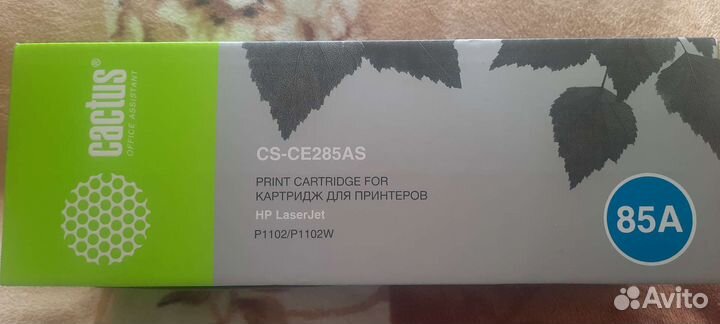 cactus®
OFFICE ASSISTANT
CS-CE285AS
PRINT CARTRIDGE FOR
КАРТРИДЖ ДЛЯ ПРИНТЕРОВ
HP LaserJet
P1102/P1102W
85A
Avito